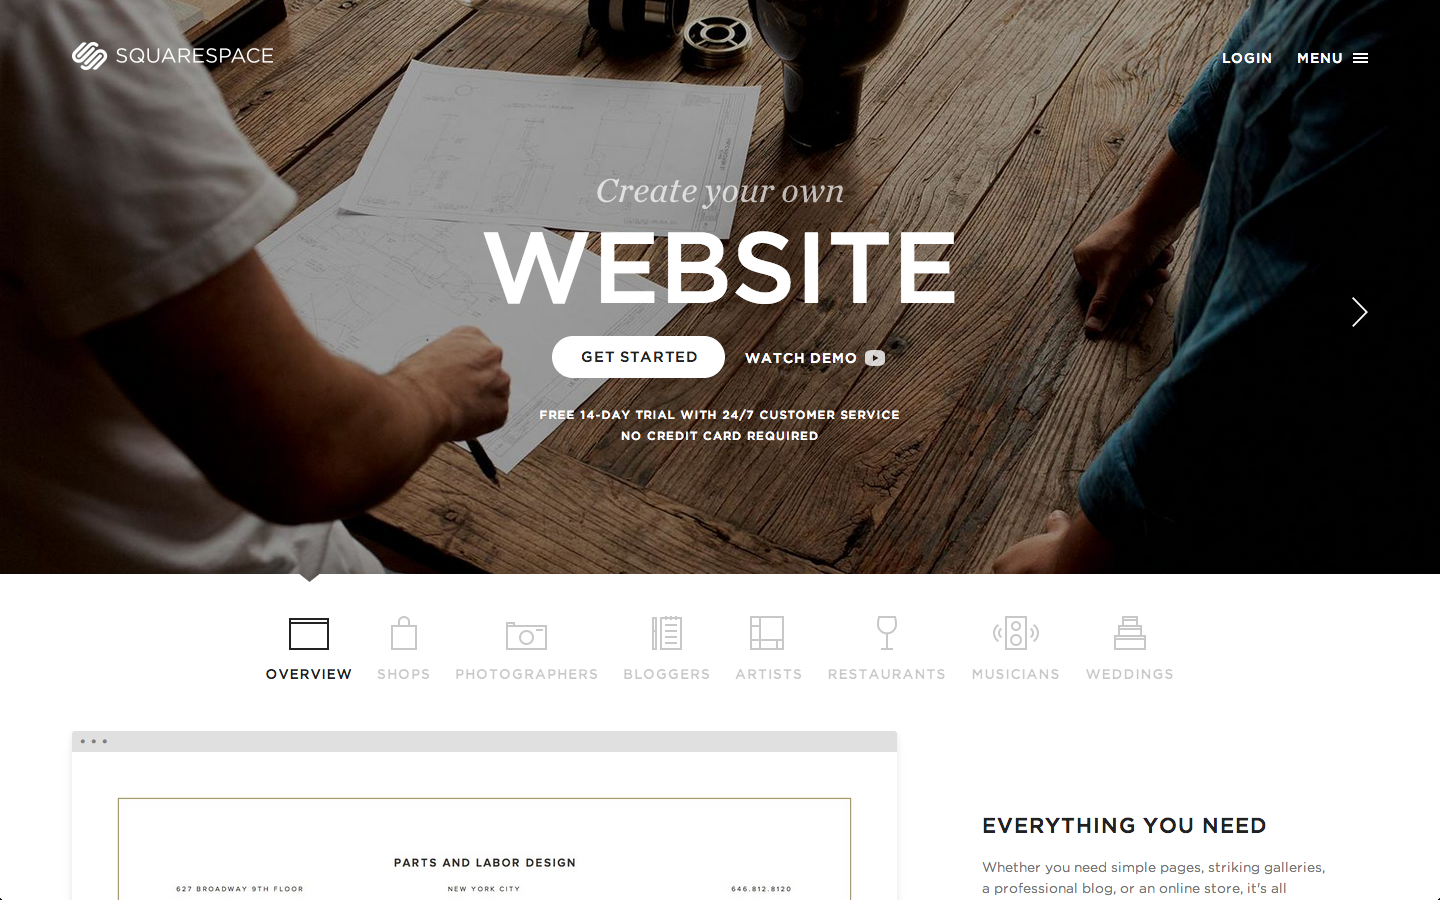 SQUARESPACE
LOGIN MENU
Create your own
WEBSITE
GET STARTED WATCH DEMO
FREE 14-DAY TRIAL WITH 24/7 CUSTOMER SERVICE
NO CREDIT CARD REQUIRED
OVERVIEW SHOPS PHOTOGRAPHERS BLOGGERS ARTISTS RESTAURANTS MUSICIANS WEDDINGS
PARTS AND LABOR DESIGN
627 BROADWAY 9TH FLOOR NEW YORK CITY 646.812.8120
EVERYTHING YOU NEED
Whether you need simple pages, striking galleries,
a professional blog, or an online store, it's all